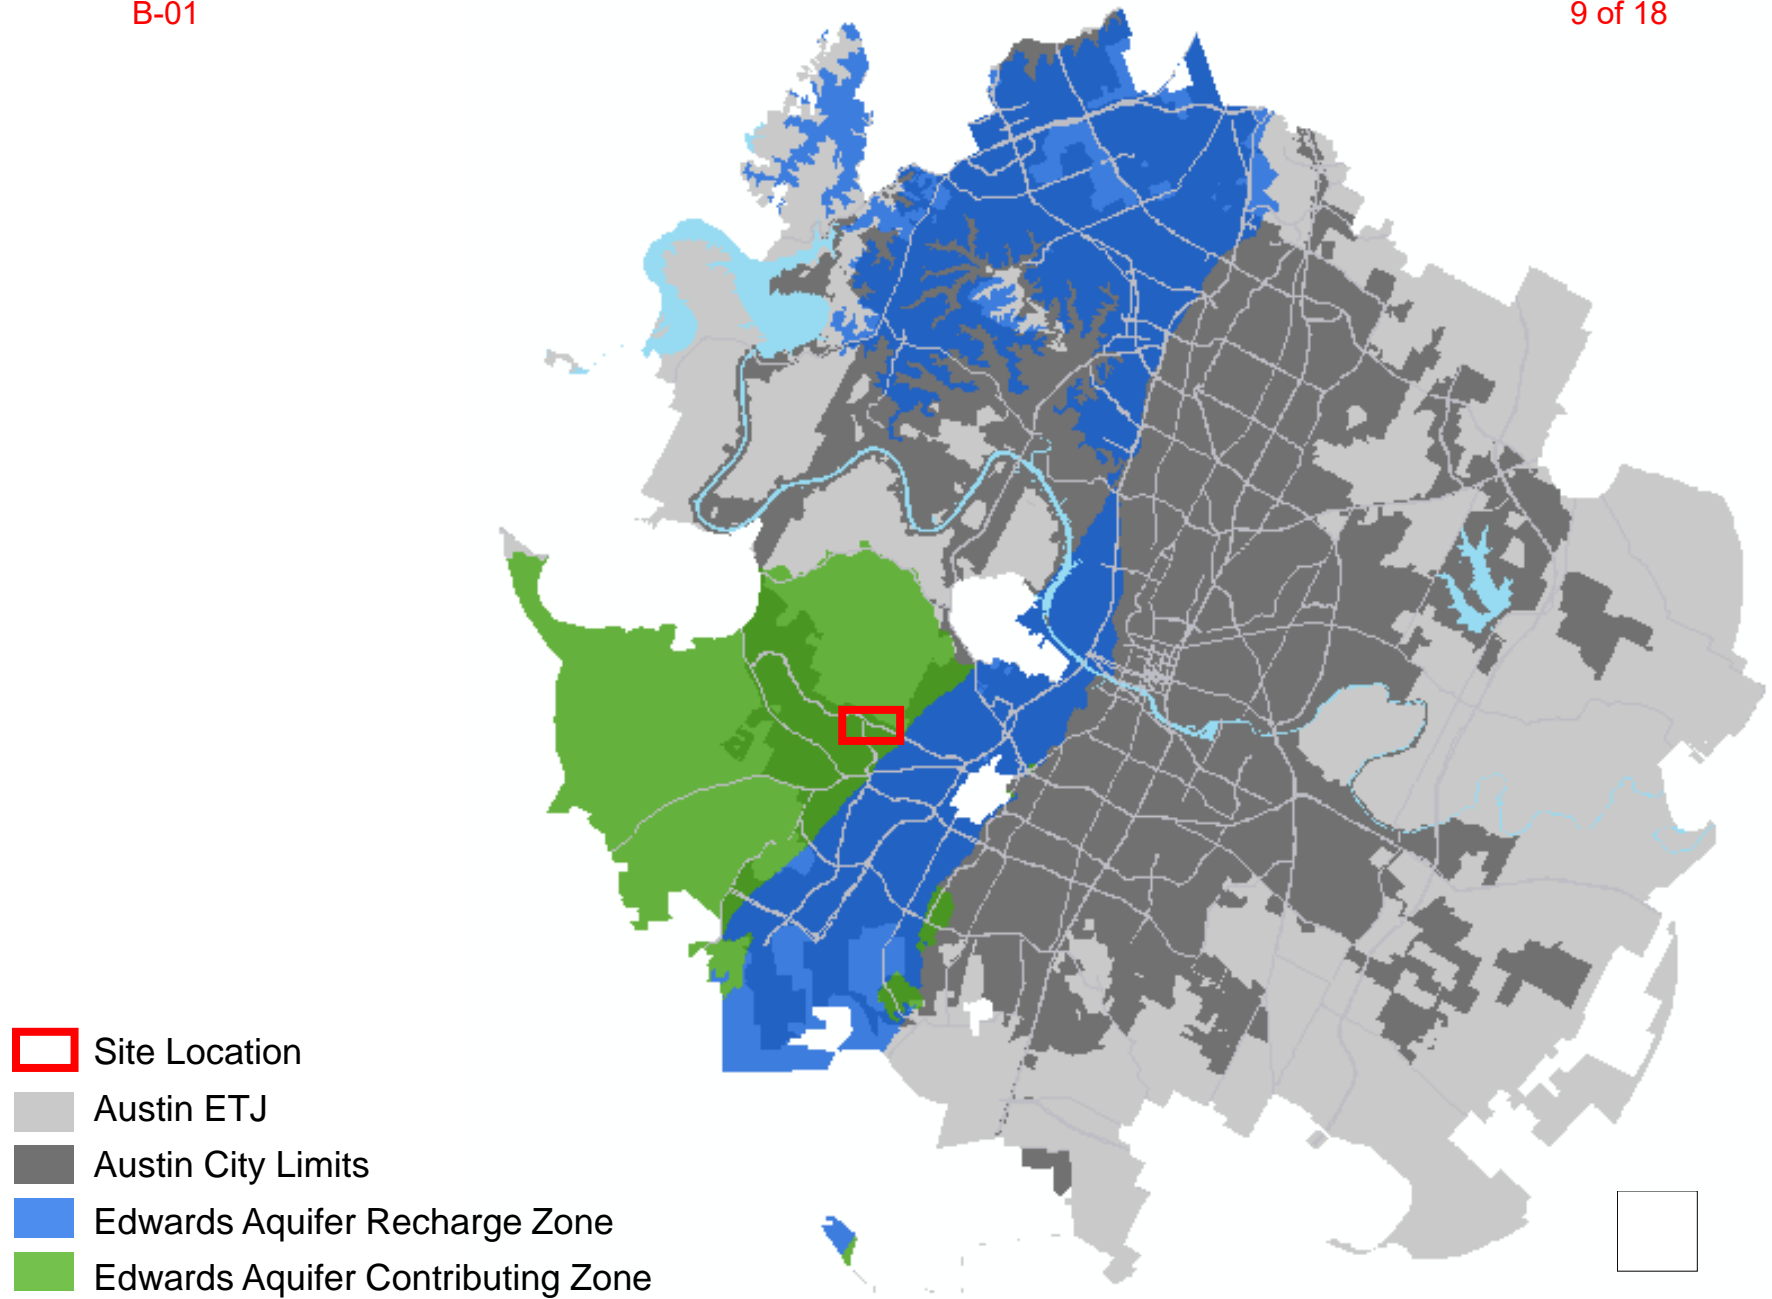 B-01
9 of 18
Site Location
Austin ETJ
Austin City Limits
Edwards Aquifer Recharge Zone
Edwards Aquifer Contributing Zone